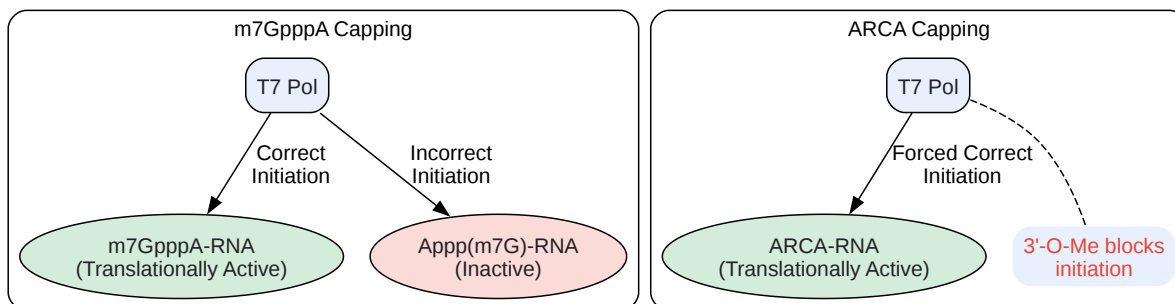 m7GpppA Capping
T7 Pol
Correct
Initiation
Incorrect
Initiation
m7GpppA-RNA
(Translationally Active)
Appp(m7G)-RNA
(Inactive)
ARCA Capping
T7 Pol
Forced Correct
Initiation
ARCA-RNA
(Translationally Active)
3'-O-Me blocks
initiation